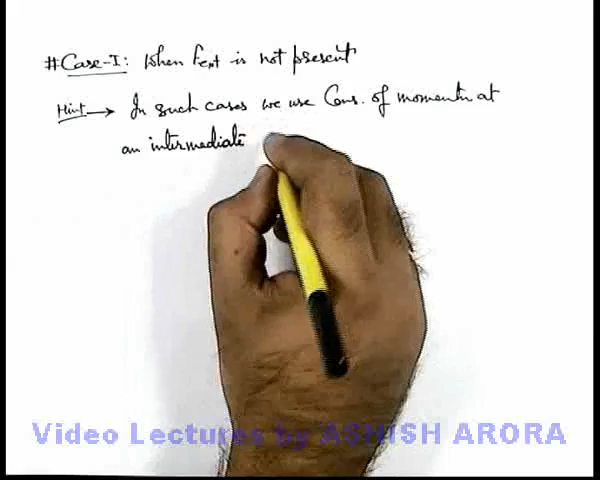 #Case-I: When Fext is not present
Hint → In such cases we use Cons. of momentum at
an intermediate
Video Lectures by ASHISH ARORA